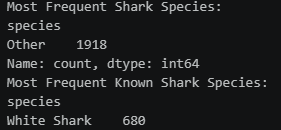 Most Frequent Shark Species:
species
Other    1918
Name: count, dtype: int64
Most Frequent Known Shark Species:
species
White Shark    680